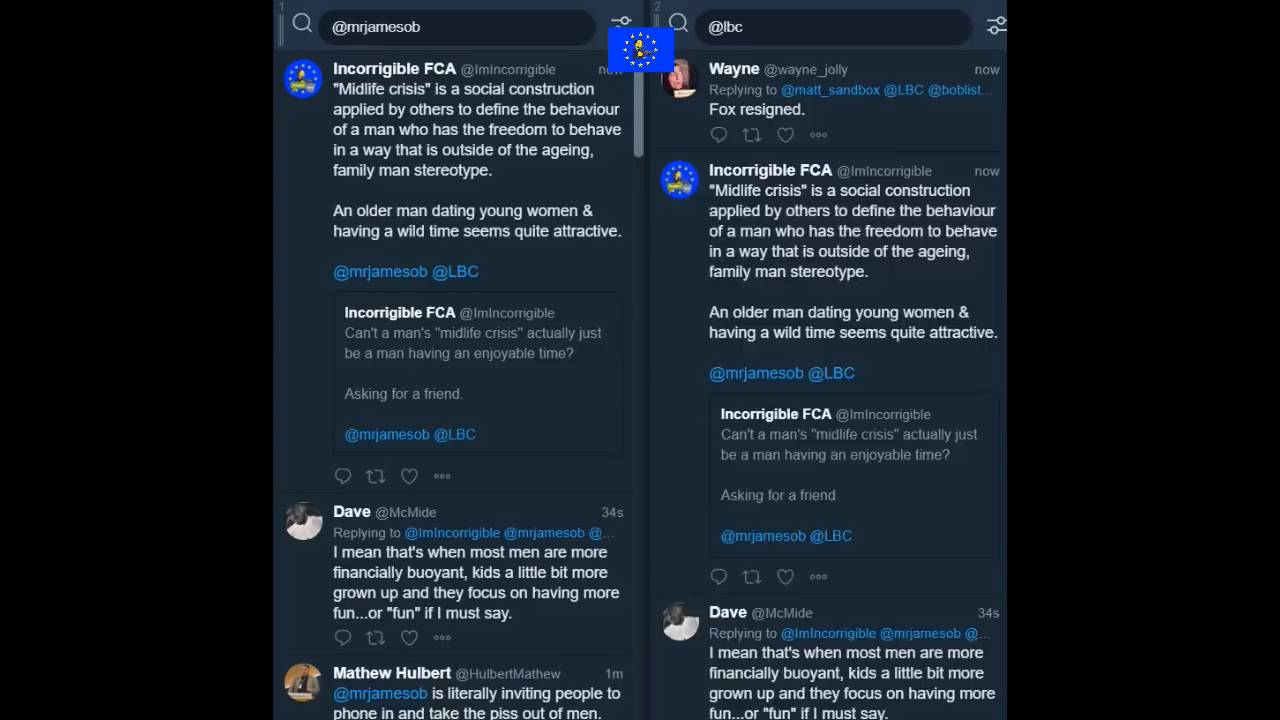 1
@mrjamesob
Incorrigible FCA @ImIncorrigible now
"Midlife crisis" is a social construction
applied by others to define the behaviour
of a man who has the freedom to behave
in a way that is outside of the ageing,
family man stereotype.
An older man dating young women &
having a wild time seems quite attractive.
@mrjamesob @LBC
Incorrigible FCA @ImIncorrigible
Can't a man's "midlife crisis" actually just
be a man having an enjoyable time?
Asking for a friend.
@mrjamesob @LBC
Dave @McMide 34s
Replying to @ImIncorrigible @mrjamesob @...
I mean that's when most men are more
financially buoyant, kids a little bit more
grown up and they focus on having more
fun...or "fun" if I must say.
Mathew Hulbert @HulbertMathew 1m
@mrjamesob is literally inviting people to
phone in and take the piss out of men.
2
@lbc
Wayne @wayne_jolly now
Replying to @matt_sandbox @LBC @boblist...
Fox resigned.
Incorrigible FCA @ImIncorrigible now
"Midlife crisis" is a social construction
applied by others to define the behaviour
of a man who has the freedom to behave
in a way that is outside of the ageing,
family man stereotype.
An older man dating young women &
having a wild time seems quite attractive.
@mrjamesob @LBC
Incorrigible FCA @ImIncorrigible
Can't a man's "midlife crisis" actually just
be a man having an enjoyable time?
Asking for a friend
@mrjamesob @LBC
Dave @McMide 34s
Replying to @ImIncorrigible @mrjamesob @...
I mean that's when most men are more
financially buoyant, kids a little bit more
grown up and they focus on having more
fun...or "fun" if I must say.